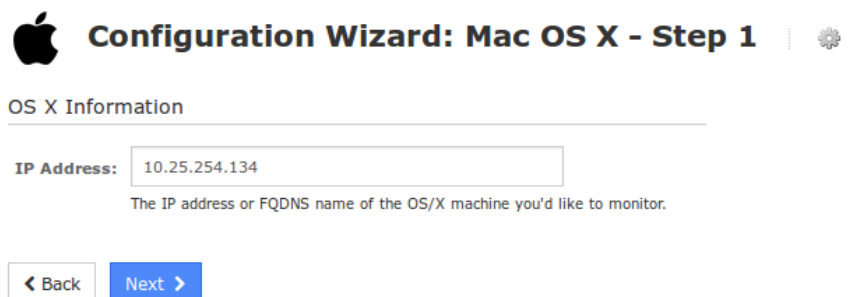 Configuration Wizard: Mac OS X - Step 1
OS X Information
IP Address: 10.25.254.134
The IP address or FQDNS name of the OS/X machine you'd like to monitor.
Back Next